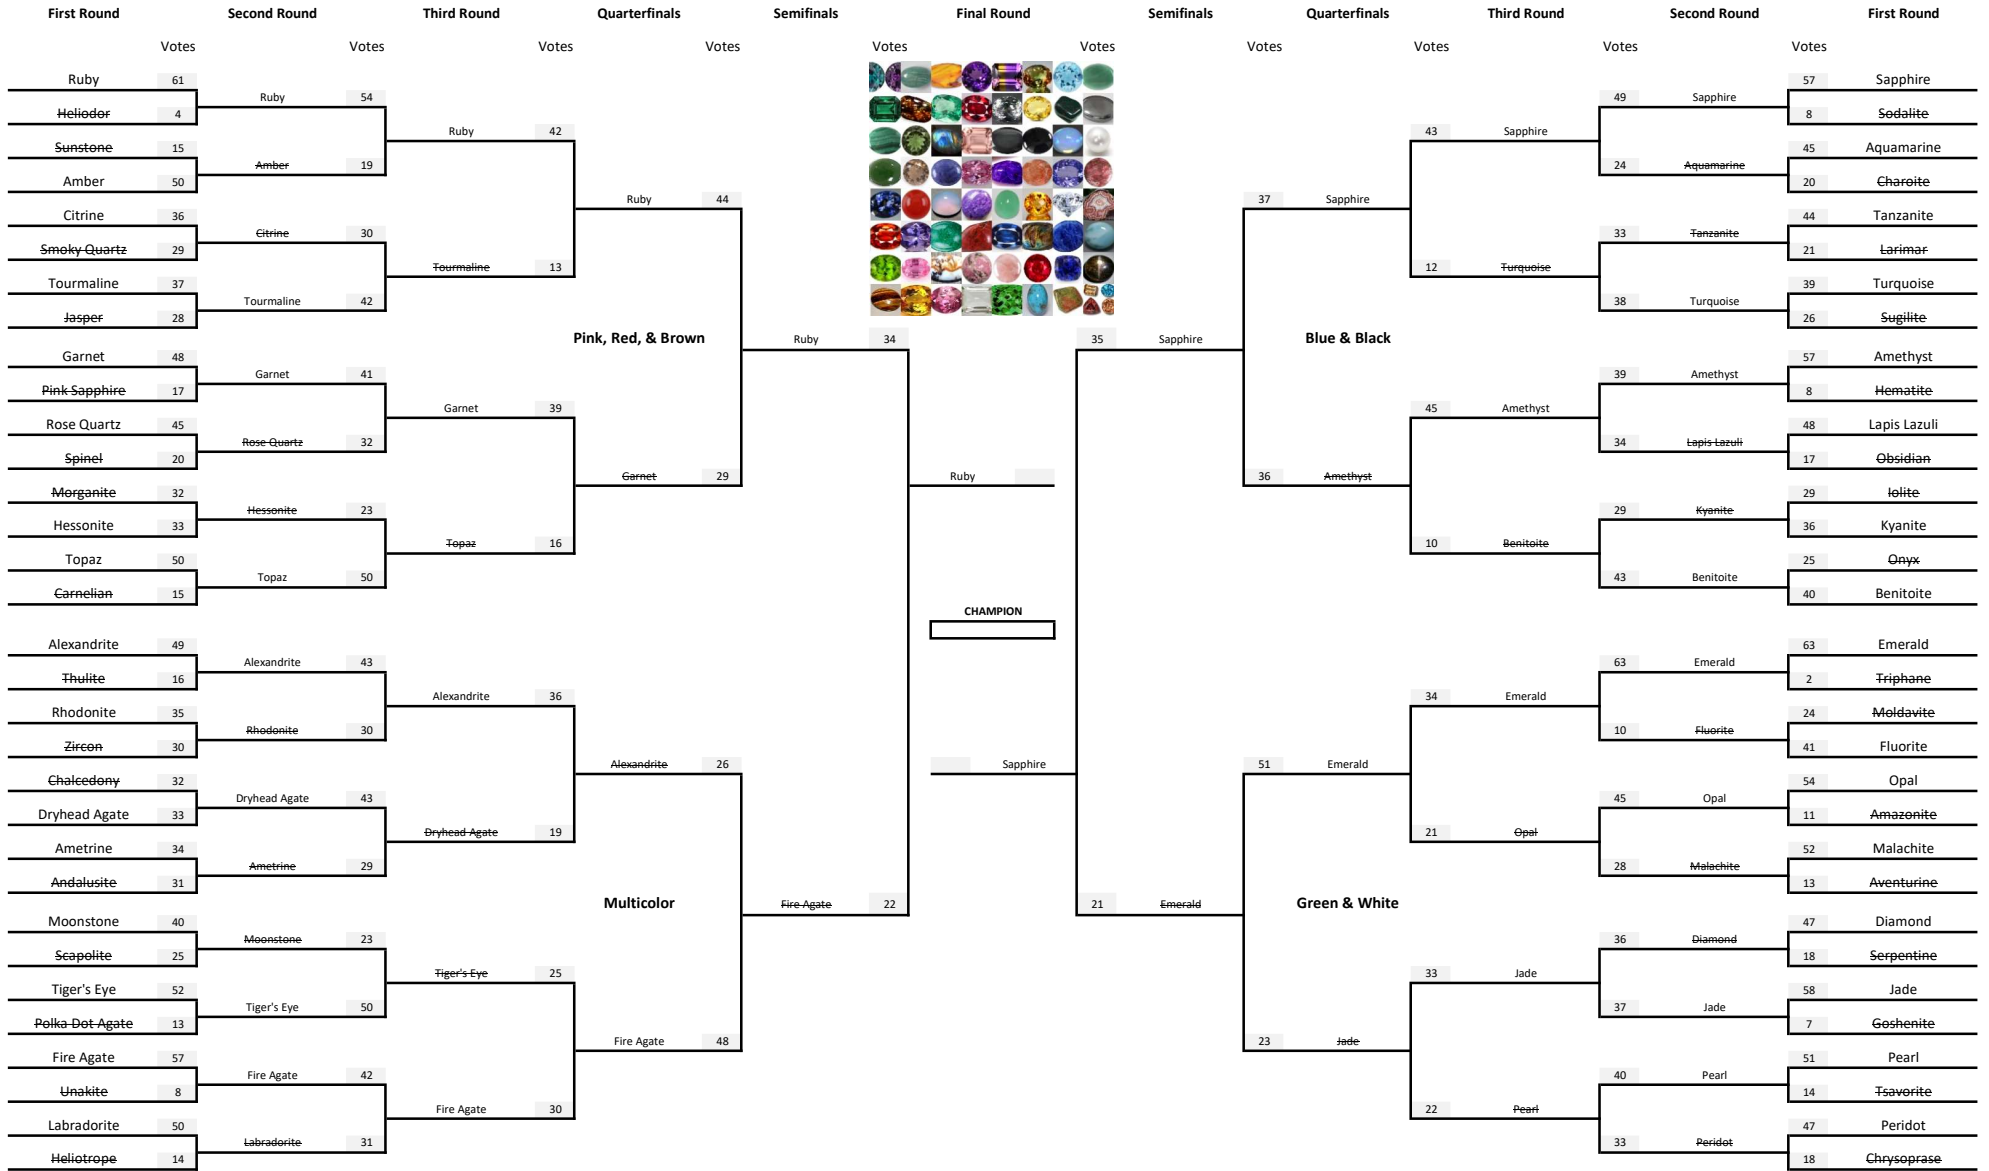 First Round Second Round Third Round Quarterfinals Semifinals Final Round Semifinals Quarterfinals Third Round Second Round First Round
Votes Votes Votes Votes Votes Votes Votes Votes Votes Votes
Ruby 61 57 Sapphire
Ruby 54 49 Sapphire
Heliodor 4 8 Sodalite
Ruby 42 43 Sapphire
Sunstone 15 45 Aquamarine
Amber 19 24 Aquamarine
Amber 50 20 Charoite
Ruby 44 37 Sapphire
Citrine 36 44 Tanzanite
Citrine 30 33 Tanzanite
Smoky Quartz 29 21 Larimar
Tourmaline 13 12 Turquoise
Tourmaline 37 39 Turquoise
Tourmaline 42 38 Turquoise
Jasper 28 26 Sugilite
Pink, Red, & Brown Ruby 34 35 Sapphire Blue & Black
Garnet 48 57 Amethyst
Garnet 41 39 Amethyst
Pink Sapphire 17 8 Hematite
Garnet 39 45 Amethyst
Rose Quartz 45 48 Lapis Lazuli
Rose Quartz 32 34 Lapis Lazuli
Spinel 20 17 Obsidian
Garnet 29 Ruby 36 Amethyst
Morganite 32 29 Iolite
Hessonite 23 29 Kyanite
Hessonite 33 36 Kyanite
Topaz 16 10 Benitoite
Topaz 50 25 Onyx
Topaz 50 43 Benitoite
Carnelian 15 40 Benitoite
CHAMPION
Alexandrite 49 63 Emerald
Alexandrite 43 63 Emerald
Thulite 16 2 Triphane
Alexandrite 36 34 Emerald
Rhodonite 35 24 Moldavite
Rhodonite 30 10 Fluorite
Zircon 30 41 Fluorite
Alexandrite 26 Sapphire 51 Emerald
Chalcedony 32 54 Opal
Dryhead Agate 43 45 Opal
Dryhead Agate 33 11 Amazonite
Dryhead Agate 19 21 Opal
Ametrine 34 52 Malachite
Ametrine 29 28 Malachite
Andalusite 31 13 Aventurine
Multicolor Fire Agate 22 21 Emerald Green & White
Moonstone 40 47 Diamond
Moonstone 23 36 Diamond
Scapolite 25 18 Serpentine
Tiger's Eye 25 33 Jade
Tiger's Eye 52 58 Jade
Tiger's Eye 50 37 Jade
Polka Dot Agate 13 7 Goshenite
Fire Agate 48 23 Jade
Fire Agate 57 51 Pearl
Fire Agate 42 40 Pearl
Unakite 8 14 Tsavorite
Fire Agate 30 22 Pearl
Labradorite 50 47 Peridot
Labradorite 31 33 Peridot
Heliotrope 14 18 Chrysoprase